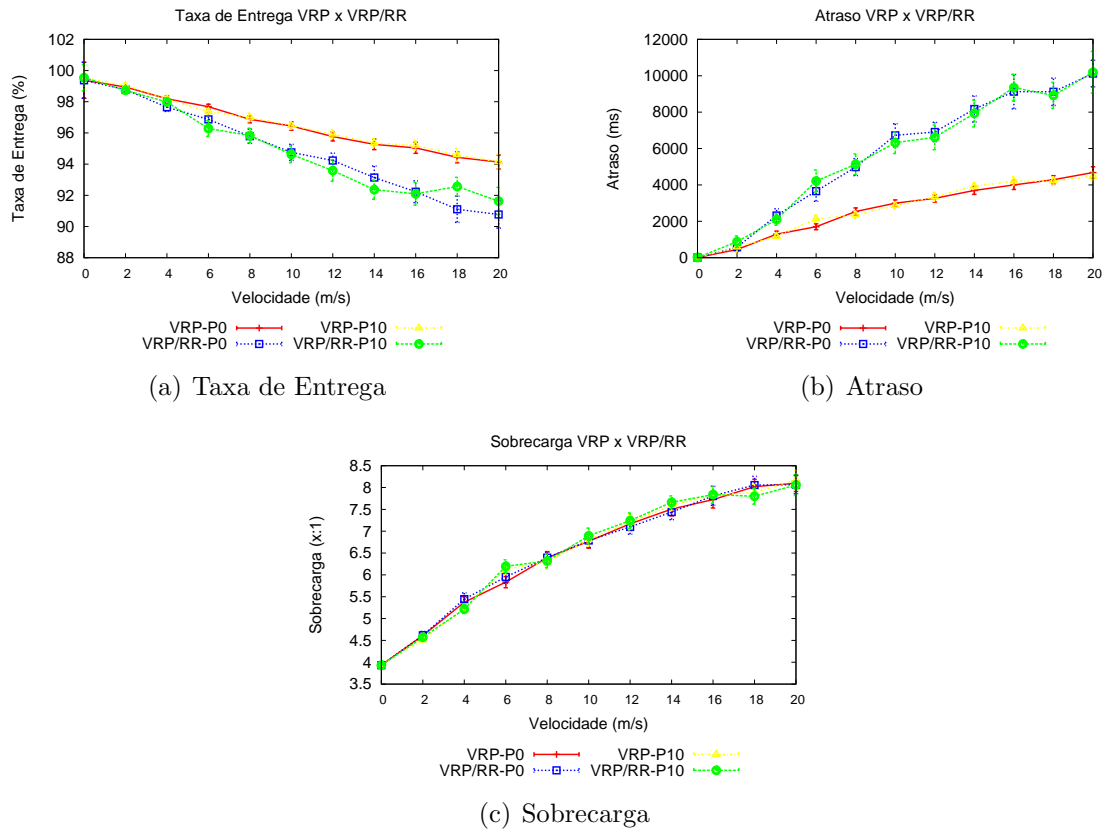 Taxa de Entrega VRP x VRP/RR
Taxa de Entrega (%)
102
100
98
96
94
92
90
88
0 2 4 6 8 10 12 14 16 18 20
Velocidade (m/s)
VRP-P0 VRP-P10
VRP/RR-P0 VRP/RR-P10
(a) Taxa de Entrega
Atraso VRP x VRP/RR
Atraso (ms)
12000
10000
8000
6000
4000
2000
0
0 2 4 6 8 10 12 14 16 18 20
Velocidade (m/s)
VRP-P0 VRP-P10
VRP/RR-P0 VRP/RR-P10
(b) Atraso
Sobrecarga VRP x VRP/RR
Sobrecarga (x:1)
8.5
8
7.5
7
6.5
6
5.5
5
4.5
4
3.5
0 2 4 6 8 10 12 14 16 18 20
Velocidade (m/s)
VRP-P0 VRP-P10
VRP/RR-P0 VRP/RR-P10
(c) Sobrecarga